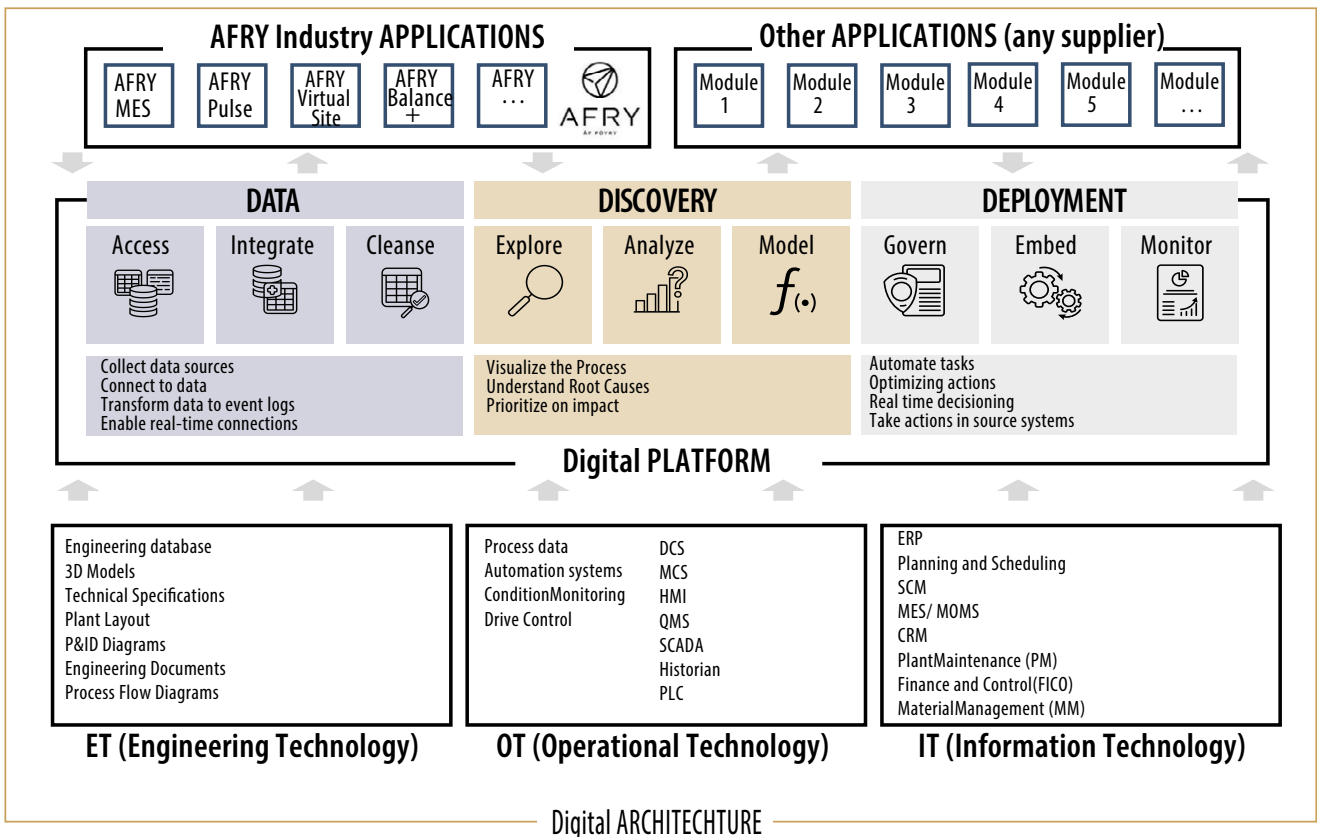 AFRY Industry APPLICATIONS
AFRY
MES
AFRY
Pulse
AFRY
Virtual
Site
AFRY
Balance
+
AFRY
...
AFRY
ÅF PÖYRY
Other APPLICATIONS (any supplier)
Module
1
Module
2
Module
3
Module
4
Module
5
Module
...
DATA
Access
Integrate
Cleanse
Collect data sources
Connect to data
Transform data to event logs
Enable real-time connections
DISCOVERY
Explore
Analyze
Model
f(•)
Visualize the Process
Understand Root Causes
Prioritize on impact
DEPLOYMENT
Govern
Embed
Monitor
Automate tasks
Optimizing actions
Real time decisioning
Take actions in source systems
Digital PLATFORM
Engineering database
3D Models
Technical Specifications
Plant Layout
P&ID Diagrams
Engineering Documents
Process Flow Diagrams
ET (Engineering Technology)
Process data
Automation systems
ConditionMonitoring
Drive Control
DCS
MCS
HMI
QMS
SCADA
Historian
PLC
OT (Operational Technology)
ERP
Planning and Scheduling
SCM
MES/ MOMS
CRM
PlantMaintenance (PM)
Finance and Control(FICO)
MaterialManagement (MM)
IT (Information Technology)
Digital ARCHITECHTURE